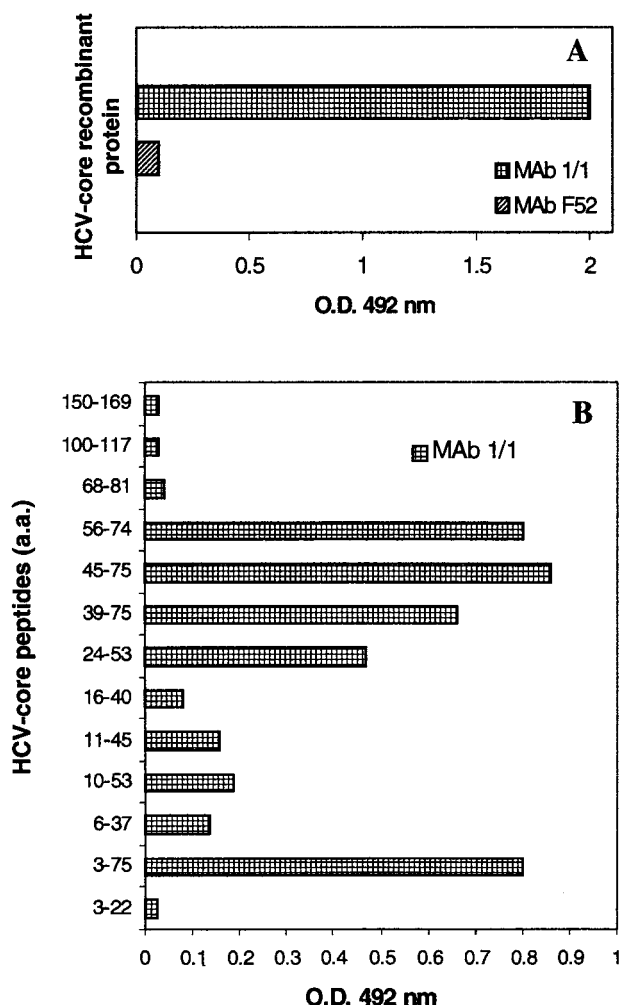 A
HCV-core recombinant
protein
MAb 1/1
MAb F52
0 0.5 1 1.5 2
O.D. 492 nm
B
MAb 1/1
HCV-core peptides (a.a.)
150-169
100-117
68-81
56-74
45-75
39-75
24-53
16-40
11-45
10-53
6-37
3-75
3-22
0 0.1 0.2 0.3 0.4 0.5 0.6 0.7 0.8 0.9 1
O.D. 492 nm